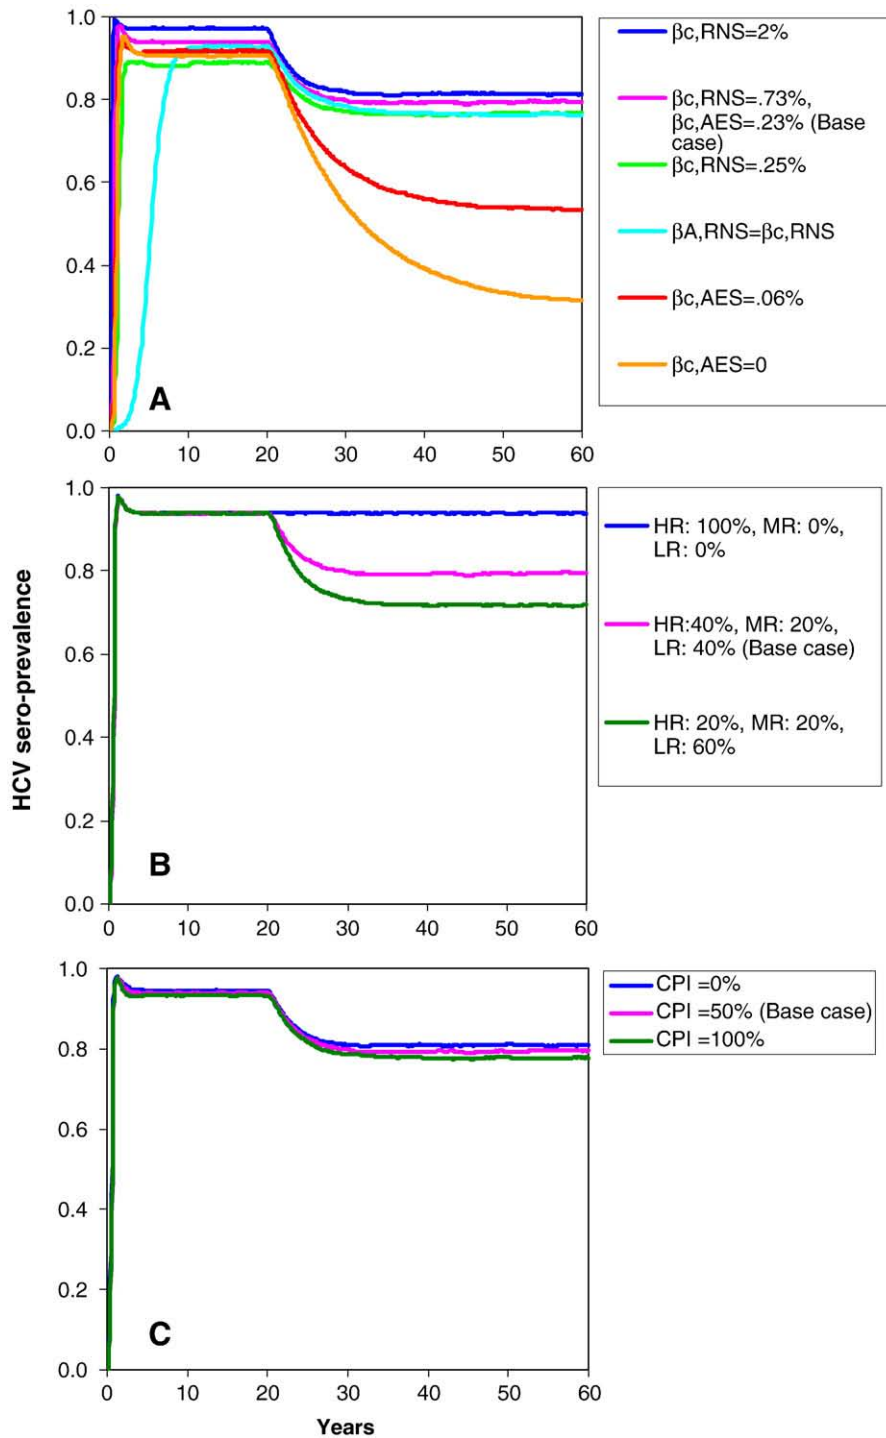 1.0
0.8
0.6
0.4
0.2
0.0
A
0 10 20 30 40 50 60
βc,RNS=2%
βc,RNS=.73%,
βc,AES=.23% (Base
case)
βc,RNS=.25%
βA,RNS=βc,RNS
βc,AES=.06%
βc,AES=0
HCV sero-prevalence
1.0
0.8
0.6
0.4
0.2
0.0
B
0 10 20 30 40 50 60
HR: 100%, MR: 0%,
LR: 0%
HR:40%, MR: 20%,
LR: 40% (Base case)
HR: 20%, MR: 20%,
LR: 60%
1.0
0.8
0.6
0.4
0.2
0.0
C
0 10 20 30 40 50 60
Years
CPI =0%
CPI =50% (Base case)
CPI =100%